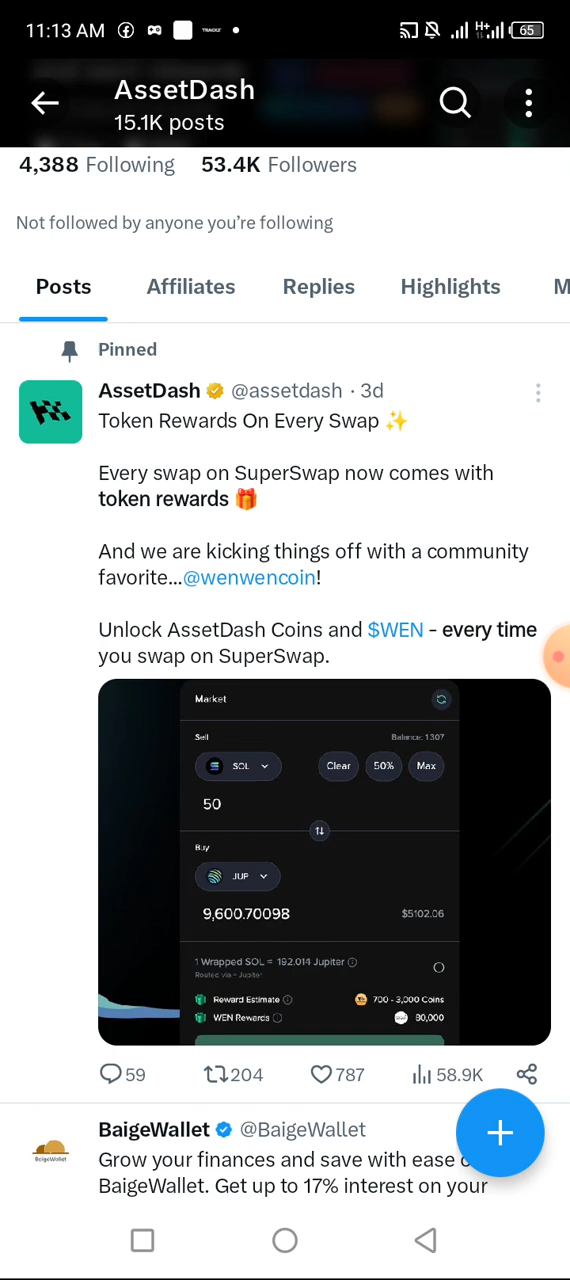 11:13 AM
H+
65
AssetDash
15.1K posts
4,388 Following 53.4K Followers
Not followed by anyone you're following
Posts Affiliates Replies Highlights M
Pinned
AssetDash @assetdash · 3d
Token Rewards On Every Swap ✨
Every swap on SuperSwap now comes with
token rewards 🎁
And we are kicking things off with a community
favorite...@wenwencoin!
Unlock AssetDash Coins and $WEN - every time
you swap on SuperSwap.
Market
Sell Balance: 1307
SOL Clear 50% Max
50
Buy
JUP
9,600.70098 $5102.06
1 Wrapped SOL = 192.014 Jupiter
Routed via - Jupiter
Reward Estimate 700 - 3,000 Coins
WEN Rewards 80,000
59 204 787 58.9K
BaigeWallet @BaigeWallet
Grow your finances and save with ease
BaigeWallet. Get up to 17% interest on your